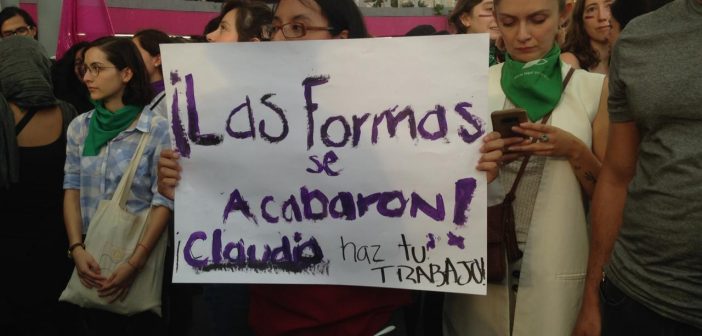 ¡Las formas
se
Acabaron!
¡Claudia haz tu
TRABAJO!